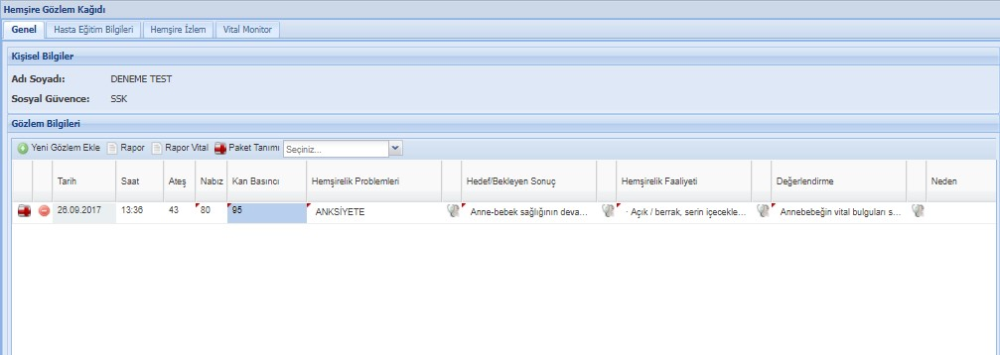 Hemşire Gözlem Kağıdı
Genel Hasta Eğitim Bilgileri Hemşire İzlem Vital Monitor
Kişisel Bilgiler
Adı Soyadı: DENEME TEST
Sosyal Güvence: SSK
Gözlem Bilgileri
Yeni Gözlem Ekle Rapor Rapor Vital Paket Tanımı Seçiniz...
Tarih Saat Ateş Nabız Kan Basıncı Hemşirelik Problemleri Hedef/Bekleyen Sonuç Hemşirelik Faaliyeti Değerlendirme Neden
26.09.2017 13:36 43 80 95 ANKSİYETE Anne-bebek sağlığının deva... · Açık / berrak, serin içecekle... Annebebeğin vital bulguları s...